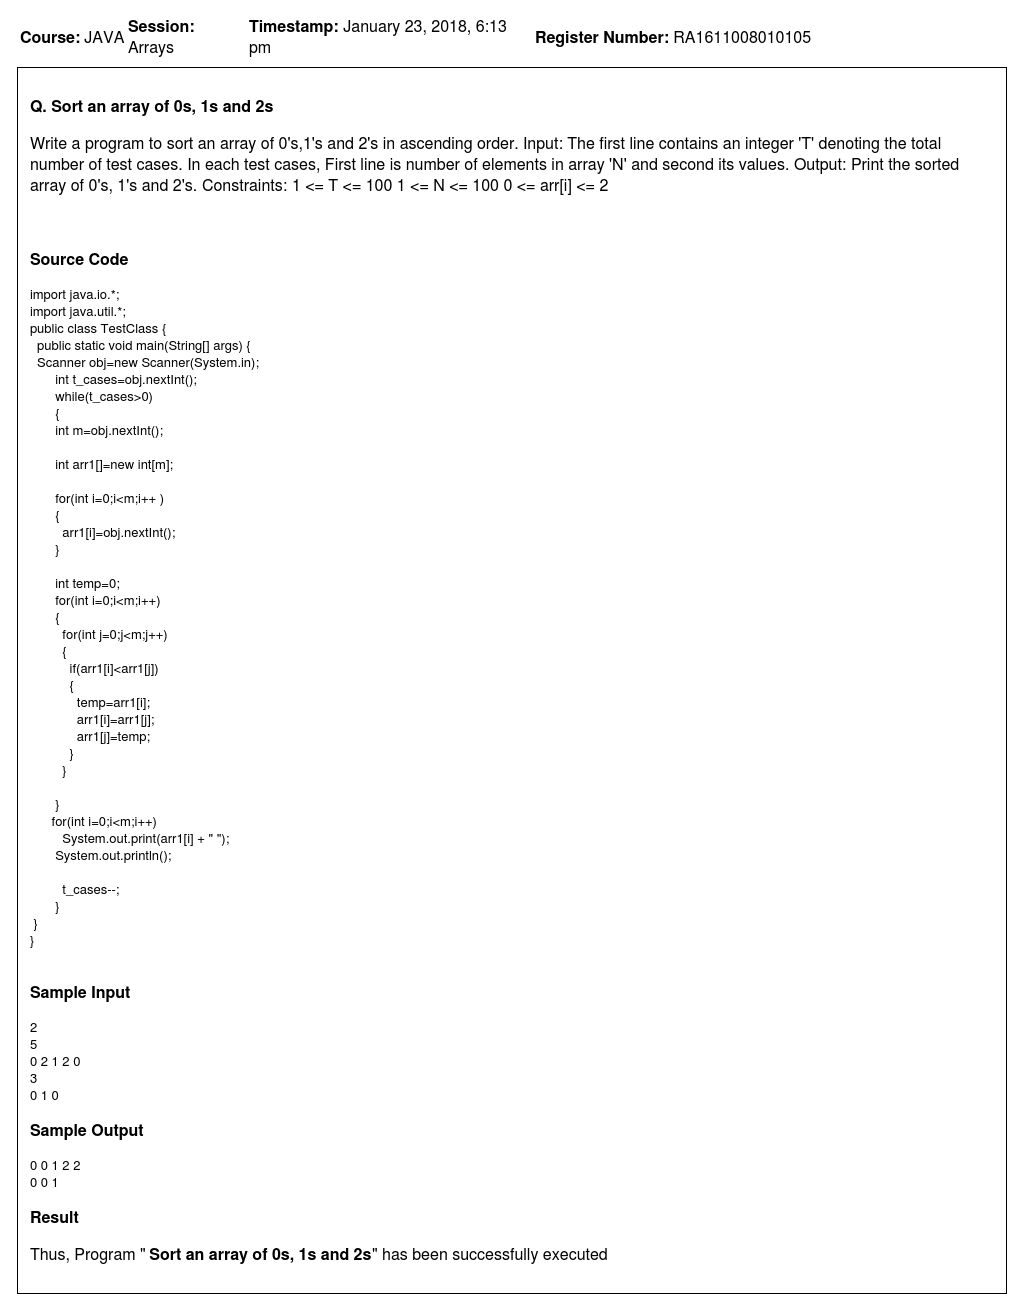 Course: JAVA Session: Arrays Timestamp: January 23, 2018, 6:13 pm Register Number: RA1611008010105
Q. Sort an array of 0s, 1s and 2s
Write a program to sort an array of 0's,1's and 2's in ascending order. Input: The first line contains an integer 'T' denoting the total
number of test cases. In each test cases, First line is number of elements in array 'N' and second its values. Output: Print the sorted
array of 0's, 1's and 2's. Constraints: 1 <= T <= 100 1 <= N <= 100 0 <= arr[i] <= 2
Source Code
import java.io.*;
import java.util.*;
public class TestClass {
  public static void main(String[] args) {
  Scanner obj=new Scanner(System.in);
       int t_cases=obj.nextInt();
       while(t_cases>0)
       {
       int m=obj.nextInt();
       int arr1[]=new int[m];
       for(int i=0;i<m;i++ )
       {
         arr1[i]=obj.nextInt();
       }
       int temp=0;
       for(int i=0;i<m;i++)
       {
         for(int j=0;j<m;j++)
         {
           if(arr1[i]<arr1[j])
           {
             temp=arr1[i];
             arr1[i]=arr1[j];
             arr1[j]=temp;
           }
         }
       }
      for(int i=0;i<m;i++)
         System.out.print(arr1[i] + " ");
       System.out.println();
         t_cases--;
       }
 }
}
Sample Input
2
5
0 2 1 2 0
3
0 1 0
Sample Output
0 0 1 2 2
0 0 1
Result
Thus, Program " Sort an array of 0s, 1s and 2s" has been successfully executed